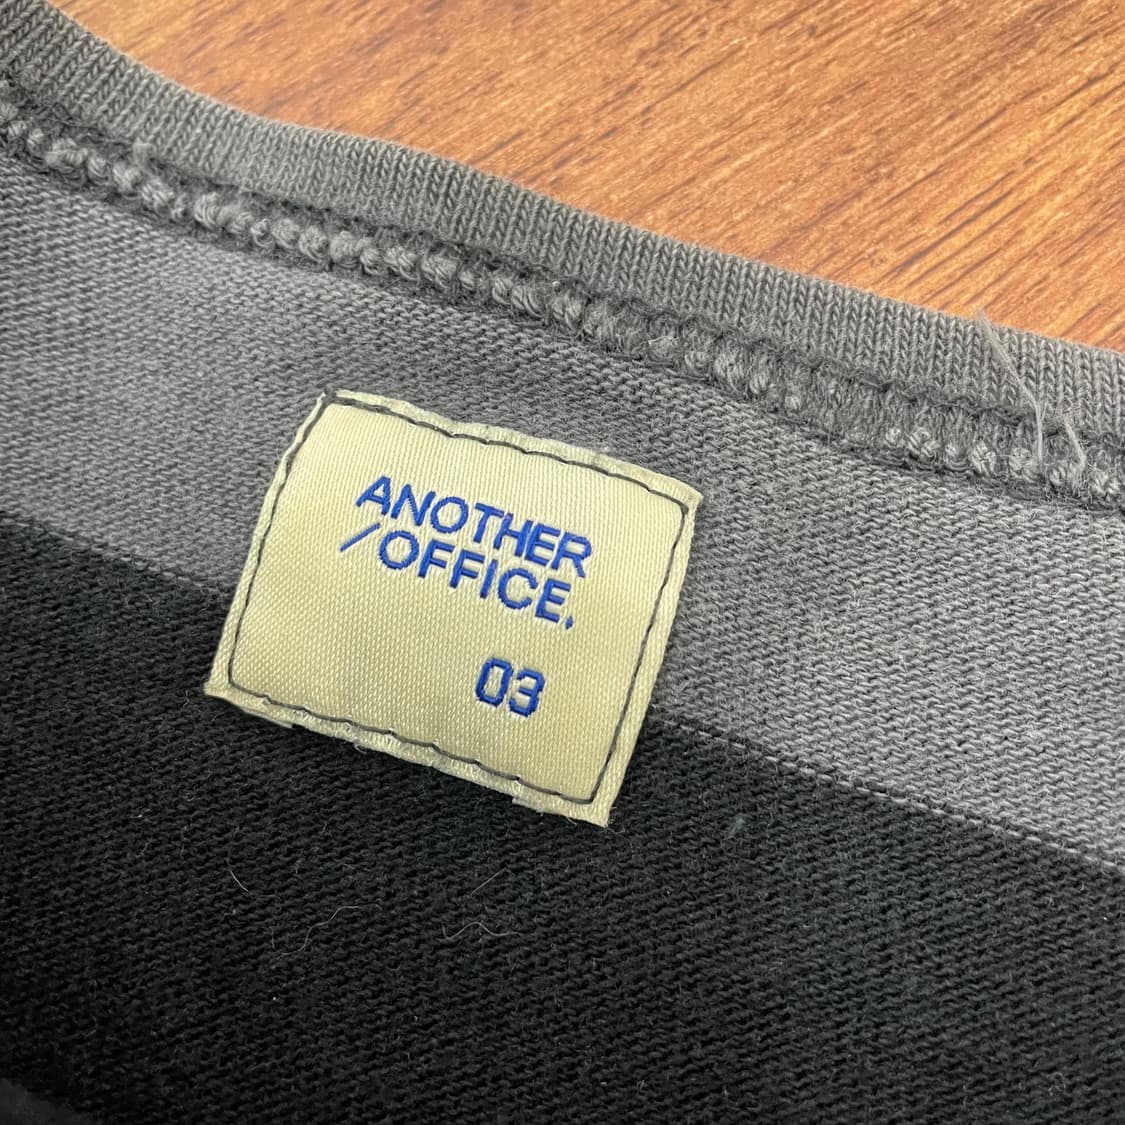 ANOTHER
/OFFICE.
03